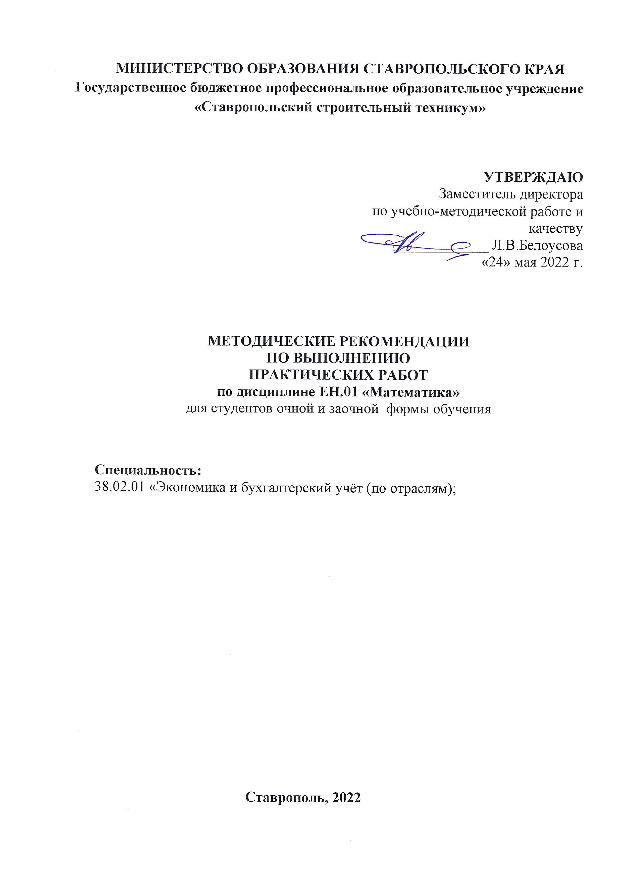 МИНИСТЕРСТВО ОБРАЗОВАНИЯ СТАВРОПОЛЬСКОГО КРАЯ
Государственное бюджетное профессиональное образовательное учреждение
«Ставропольский строительный техникум»
УТВЕРЖДАЮ
Заместитель директора
по учебно-методической работе и
качеству
Л.В.Белоусова
«24» мая 2022 г.
МЕТОДИЧЕСКИЕ РЕКОМЕНДАЦИИ
ПО ВЫПОЛНЕНИЮ
ПРАКТИЧЕСКИХ РАБОТ
по дисциплине ЕН.01 «Математика»
для студентов очной и заочной формы обучения
Специальность:
38.02.01 «Экономика и бухгалтерский учёт (по отраслям);
Ставрополь, 2022